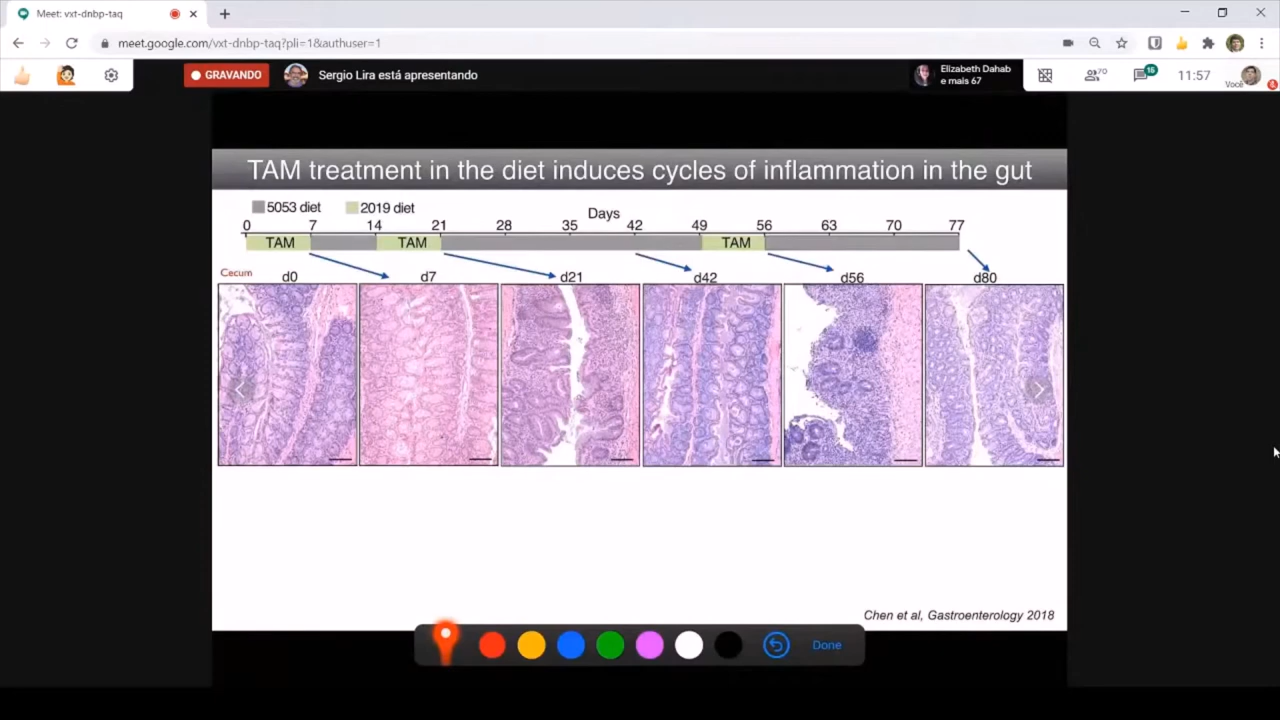 Meet: vxt-dnbp-taq
meet.google.com/vxt-dnbp-taq?pli=1&authuser=1
GRAVANDO
Sergio Lira está apresentando
Elizabeth Dahab
e mais 67
70
15
11:57
Você
TAM treatment in the diet induces cycles of inflammation in the gut
5053 diet 2019 diet
Days
0 7 14 21 28 35 42 49 56 63 70 77
TAM TAM TAM
Cecum d0 d7 d21 d42 d56 d80
Chen et al, Gastroenterology 2018
Done